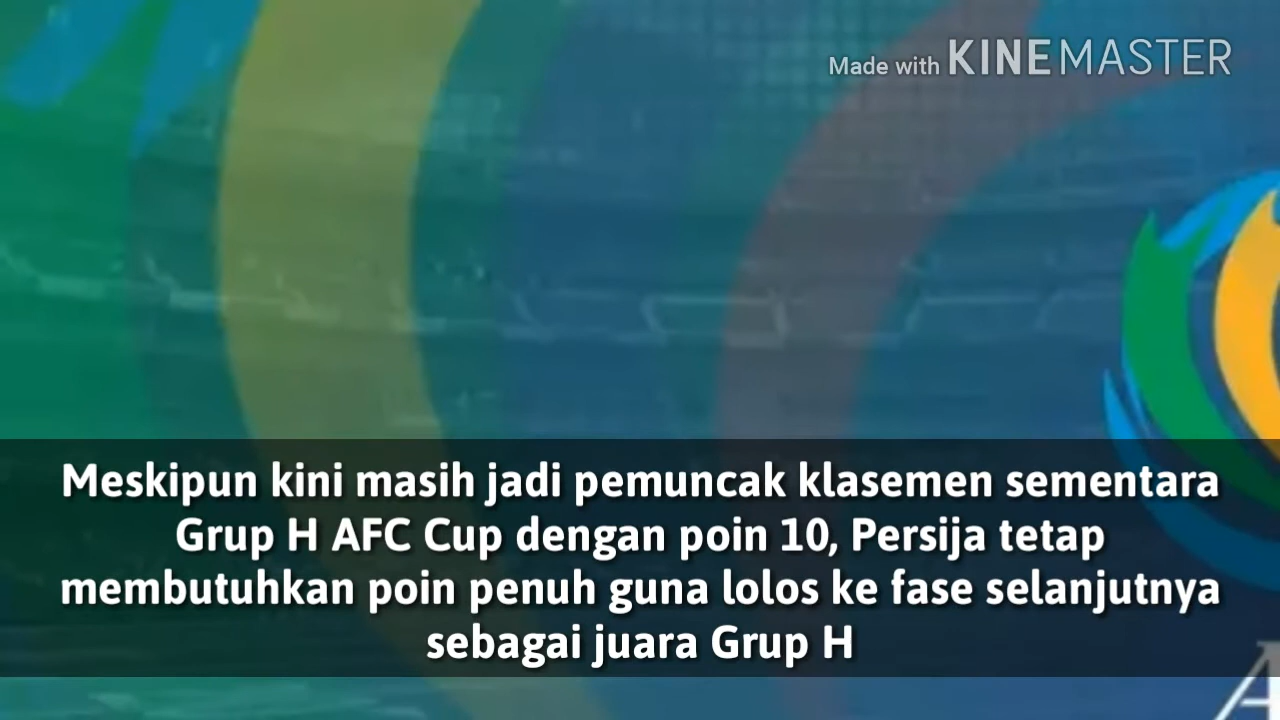 Made with KINEMASTER
Meskipun kini masih jadi pemuncak klasemen sementara
Grup H AFC Cup dengan poin 10, Persija tetap
membutuhkan poin penuh guna lolos ke fase selanjutnya
sebagai juara Grup H
A